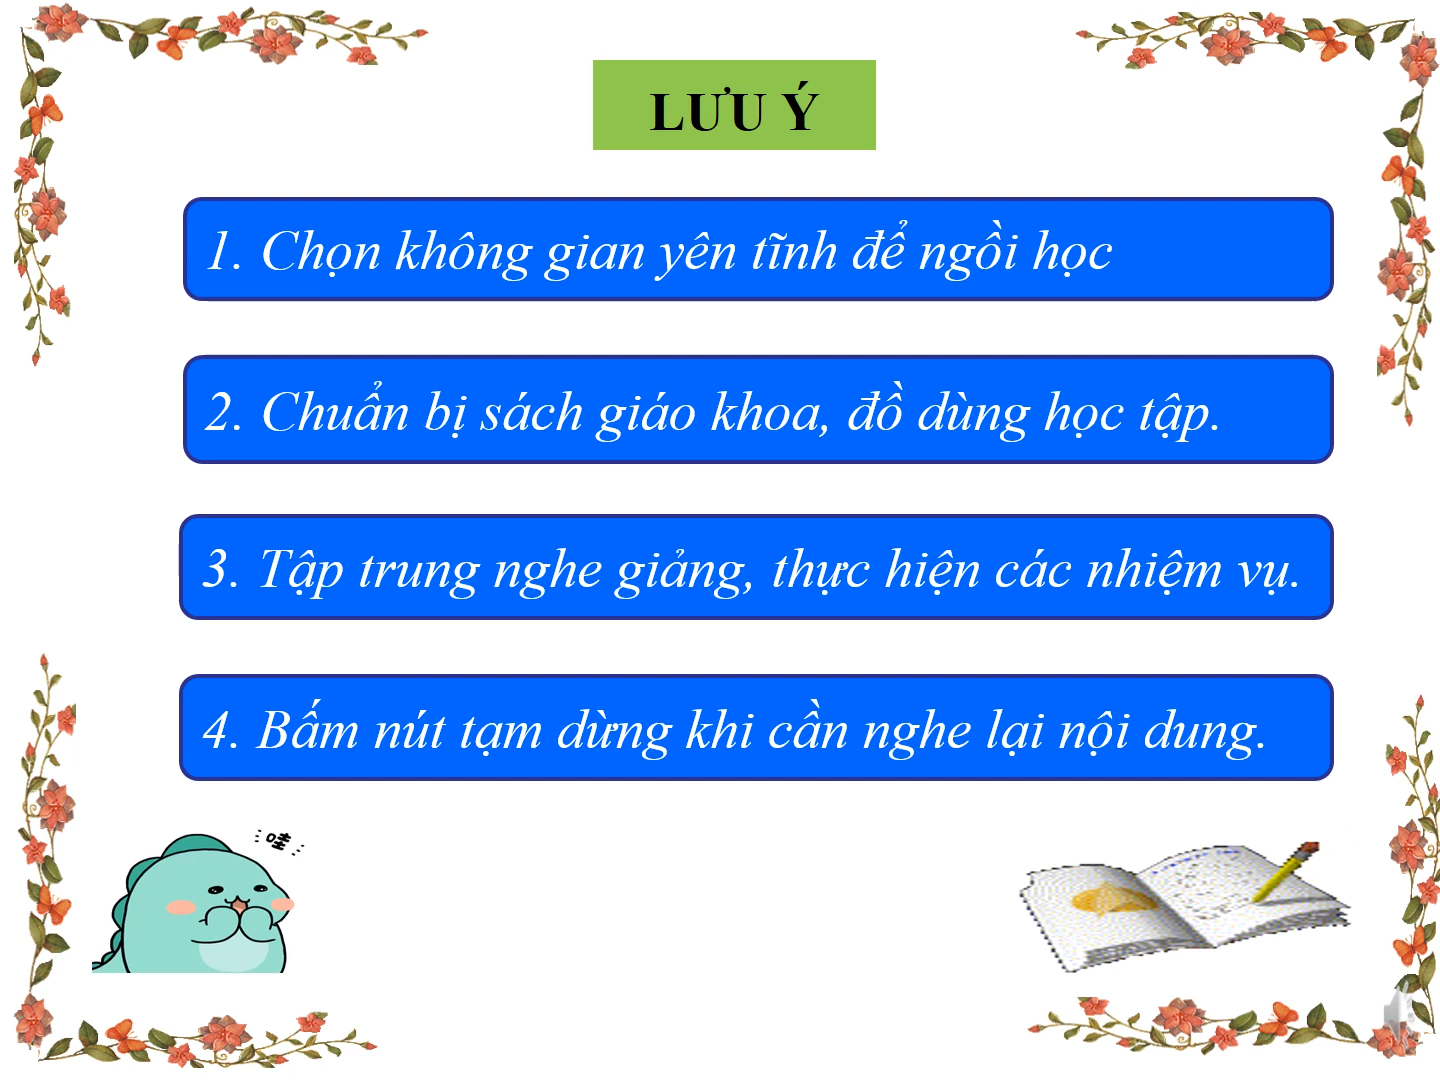 LƯU Ý
1. Chọn không gian yên tĩnh để ngồi học
2. Chuẩn bị sách giáo khoa, đồ dùng học tập.
3. Tập trung nghe giảng, thực hiện các nhiệm vụ.
4. Bấm nút tạm dừng khi cần nghe lại nội dung.
哇